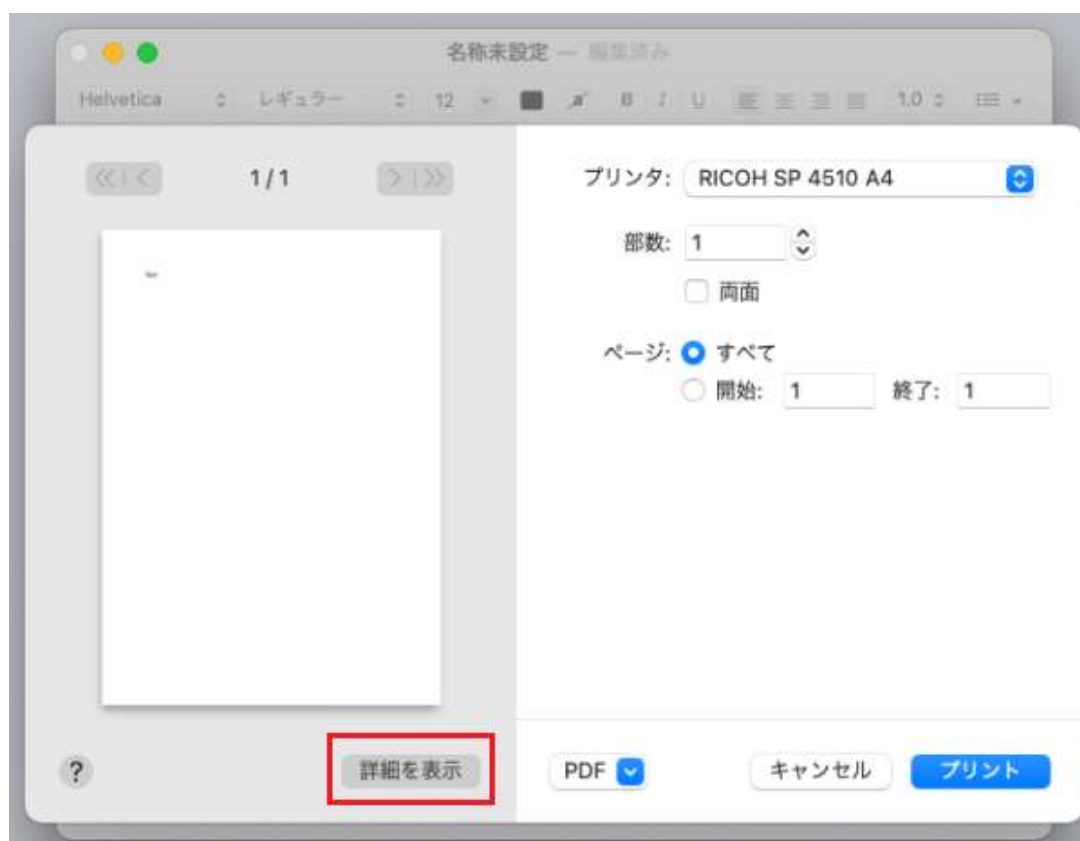 名称未設定 — 編集済み
Helvetica レギュラー 12 a B I U 1.0
1 / 1
プリンタ: RICOH SP 4510 A4
部数: 1
両面
ページ: すべて
開始: 1 終了: 1
? 詳細を表示 PDF キャンセル プリント